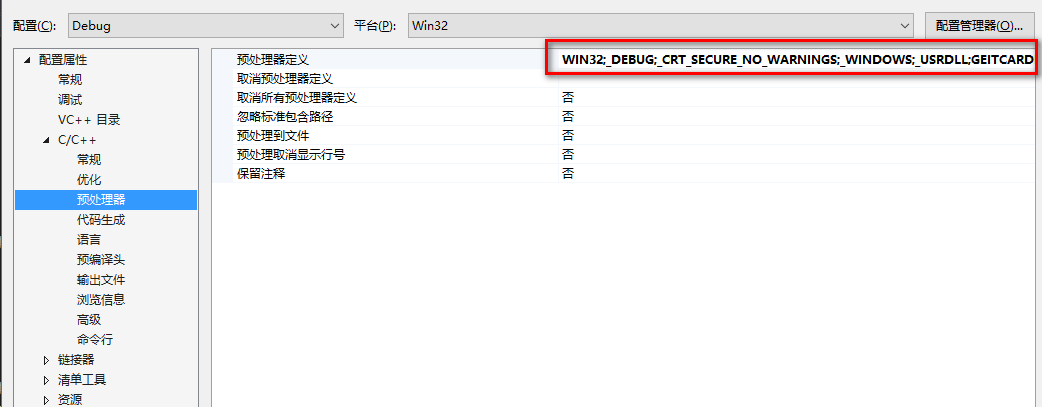 配置(C): Debug 平台(P): Win32 配置管理器(O)...
配置属性
常规
调试
VC++ 目录
C/C++
常规
优化
预处理器
代码生成
语言
预编译头
输出文件
浏览信息
高级
命令行
链接器
清单工具
资源
预处理器定义 WIN32;_DEBUG;_CRT_SECURE_NO_WARNINGS;_WINDOWS;_USRDLL;GEITCARD
取消预处理器定义
取消所有预处理器定义 否
忽略标准包含路径 否
预处理到文件 否
预处理取消显示行号 否
保留注释 否